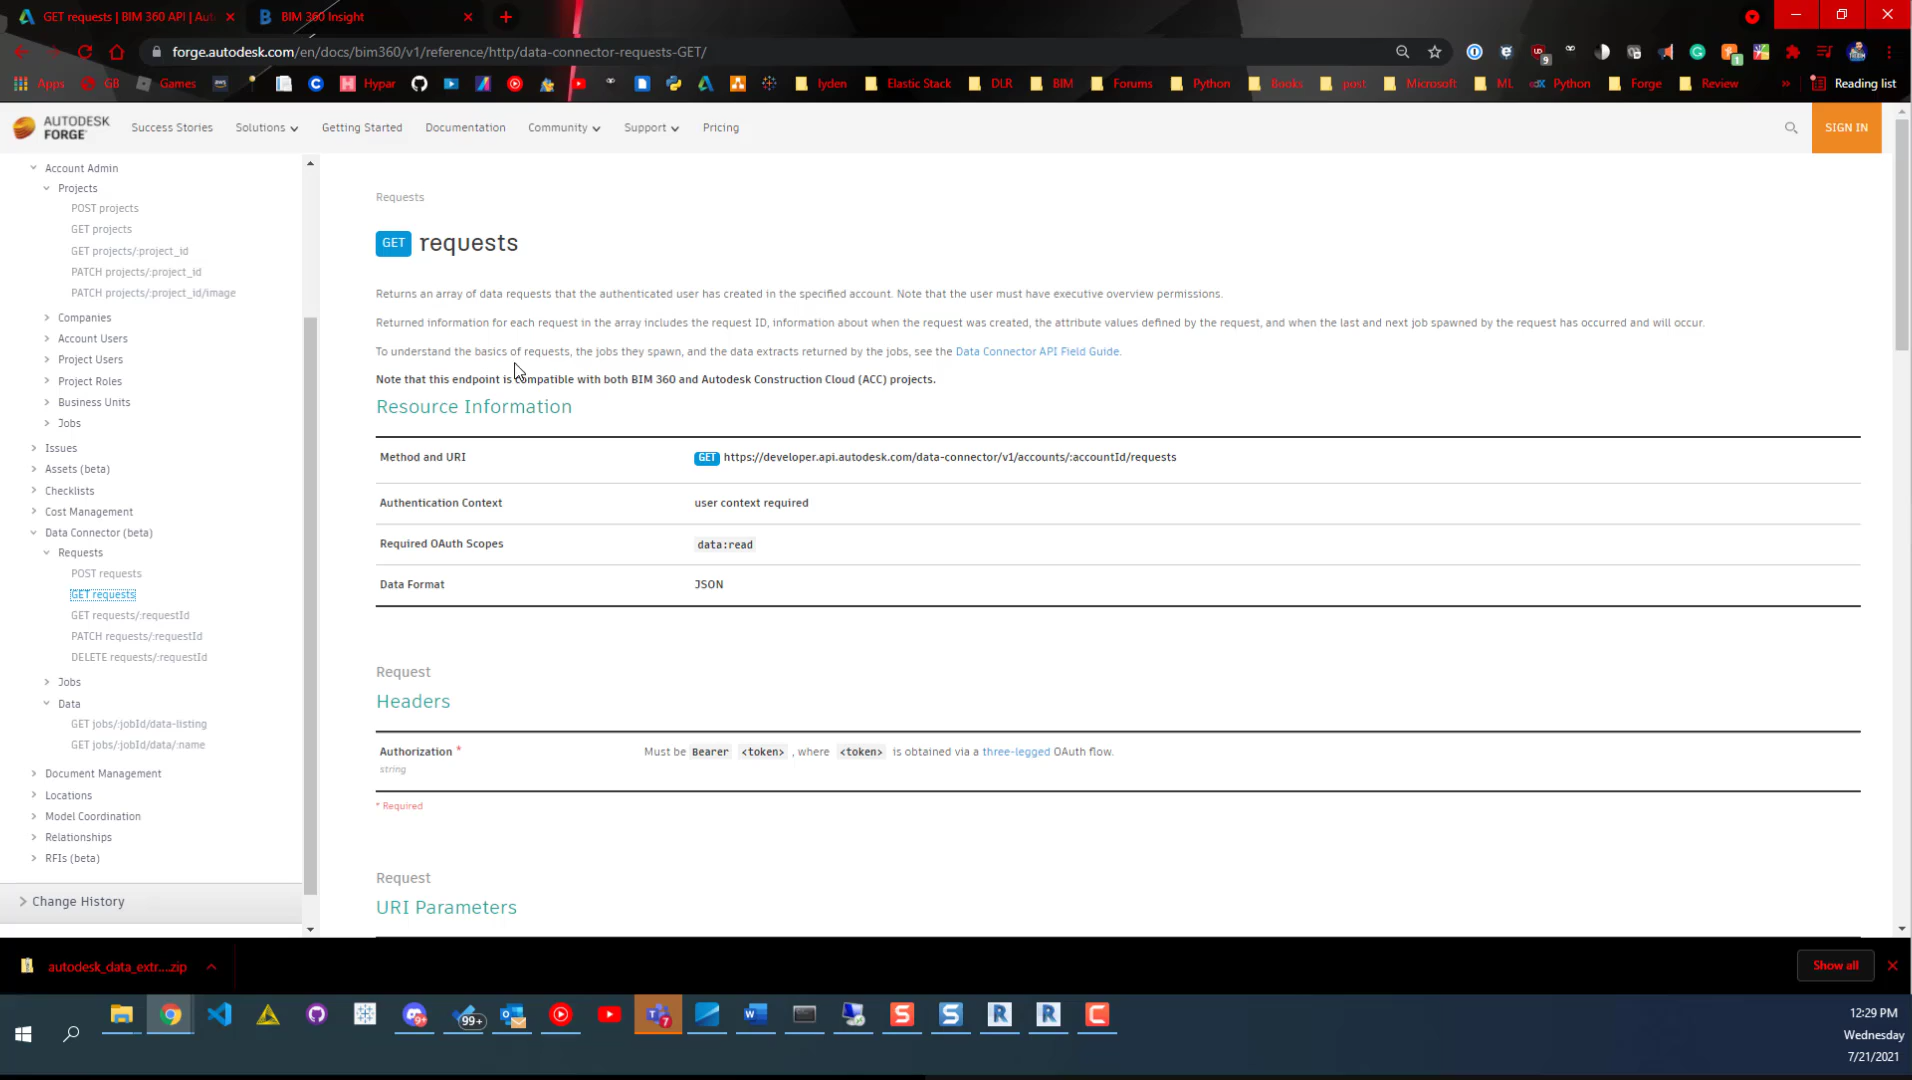 GET requests | BIM 360 API | Aut
BIM 360 Insight
forge.autodesk.com/en/docs/bim360/v1/reference/http/data-connector-requests-GET/
9
1
Apps
GB
Games
Hypar
lyden
Elastic Stack
DLR
BIM
Forums
Python
Books
post
Microsoft
ML
Python
Forge
Review
»
Reading list
AUTODESK
FORGE
Success Stories
Solutions
Getting Started
Documentation
Community
Support
Pricing
SIGN IN
Account Admin
Projects
POST projects
GET projects
GET projects/:project_id
PATCH projects/:project_id
PATCH projects/:project_id/image
Companies
Account Users
Project Users
Project Roles
Business Units
Jobs
Issues
Assets (beta)
Checklists
Cost Management
Data Connector (beta)
Requests
POST requests
GET requests
GET requests/:requestId
PATCH requests/:requestId
DELETE requests/:requestId
Jobs
Data
GET jobs/:jobId/data-listing
GET jobs/:jobId/data/:name
Document Management
Locations
Model Coordination
Relationships
RFIs (beta)
Change History
Requests
GET requests
Returns an array of data requests that the authenticated user has created in the specified account. Note that the user must have executive overview permissions.
Returned information for each request in the array includes the request ID, information about when the request was created, the attribute values defined by the request, and when the last and next job spawned by the request has occurred and will occur.
To understand the basics of requests, the jobs they spawn, and the data extracts returned by the jobs, see the Data Connector API Field Guide.
Note that this endpoint is compatible with both BIM 360 and Autodesk Construction Cloud (ACC) projects.
Resource Information
Method and URI GET https://developer.api.autodesk.com/data-connector/v1/accounts/:accountId/requests
Authentication Context user context required
Required OAuth Scopes data:read
Data Format JSON
Request
Headers
Authorization * Must be Bearer <token> , where <token> is obtained via a three-legged OAuth flow.
string
* Required
Request
URI Parameters
autodesk_data_extr....zip
Show all
99+
7
12:29 PM
Wednesday
7/21/2021